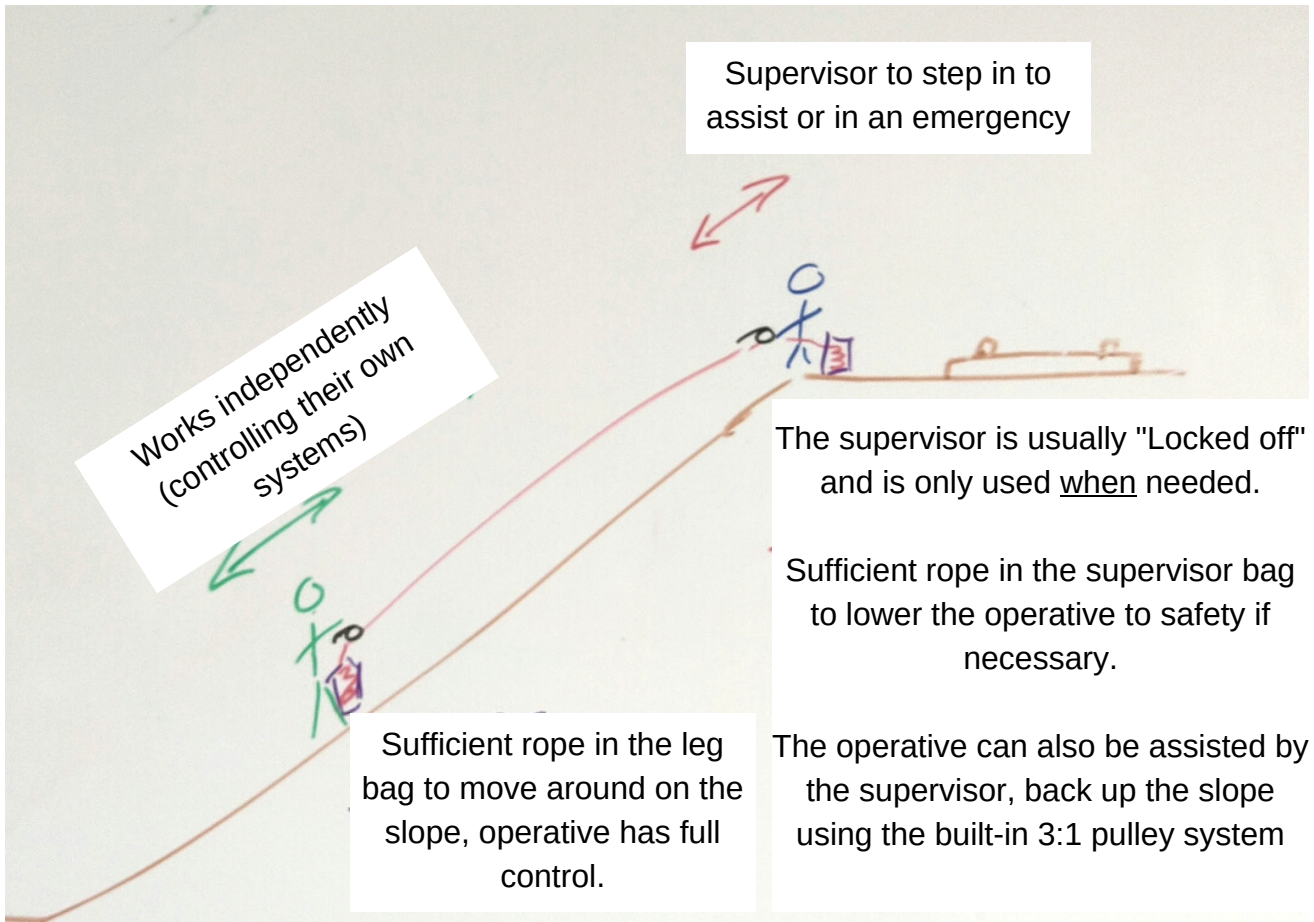 Supervisor to step in to
assist or in an emergency
Works independently
(controlling their own
systems)
The supervisor is usually "Locked off"
and is only used when needed.
Sufficient rope in the supervisor bag
to lower the operative to safety if
necessary.
The operative can also be assisted by
the supervisor, back up the slope
using the built-in 3:1 pulley system
Sufficient rope in the leg
bag to move around on the
slope, operative has full
control.